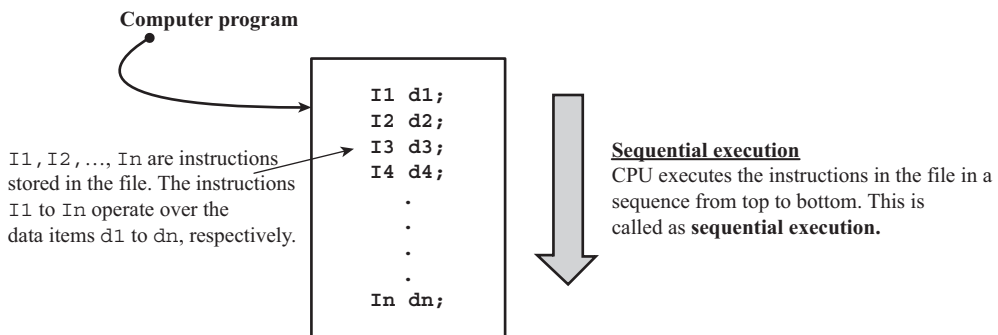 Computer program
I1 d1;
I2 d2;
I3 d3;
I4 d4;
.
.
.
.
In dn;
I1,I2,..., In are instructions
stored in the file. The instructions
I1 to In operate over the
data items d1 to dn, respectively.
Sequential execution
CPU executes the instructions in the file in a
sequence from top to bottom. This is
called as sequential execution.